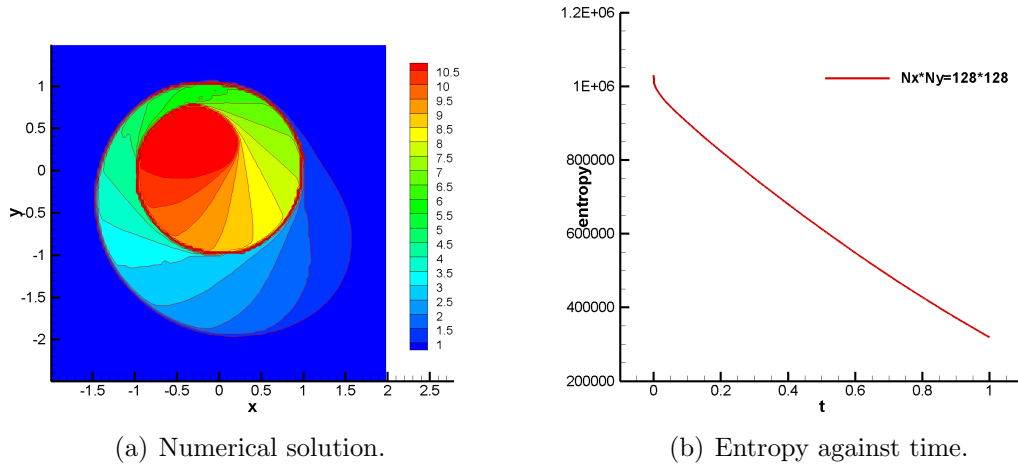 1
0.5
0
-0.5
-1
-1.5
-2
y
-1.5 -1 -0.5 0 0.5 1 1.5 2 2.5
x
10.5
10
9.5
9
8.5
8
7.5
7
6.5
6
5.5
5
4.5
4
3.5
3
2.5
2
1.5
1
(a) Numerical solution.
1.2E+06
1E+06
800000
600000
400000
200000
entropy
Nx*Ny=128*128
0 0.2 0.4 0.6 0.8 1
t
(b) Entropy against time.